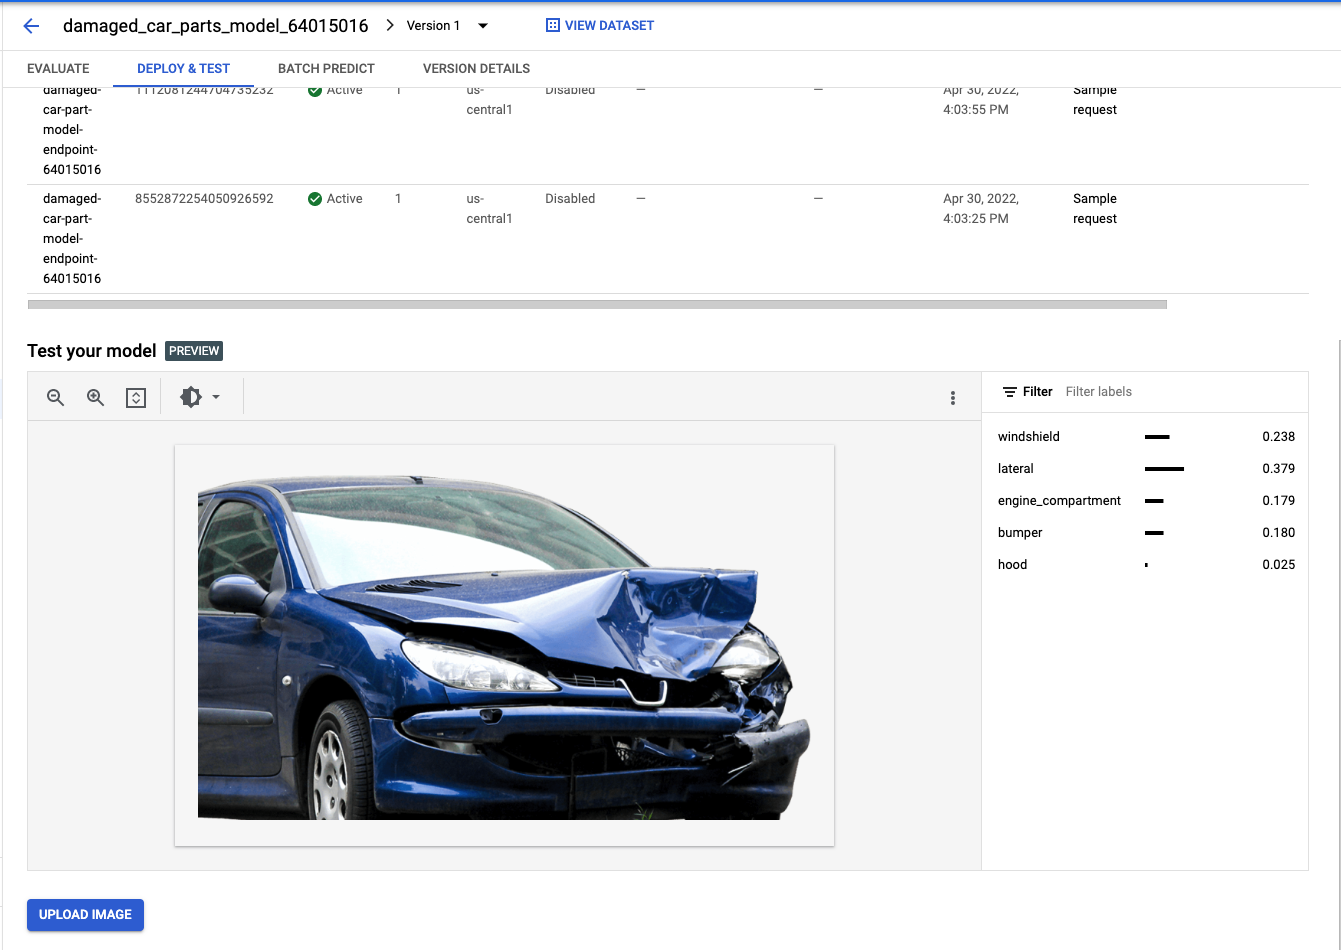 damaged_car_parts_model_64015016 > Version 1 VIEW DATASET
EVALUATE DEPLOY & TEST BATCH PREDICT VERSION DETAILS
damaged- 1112081244704735232 Active 1 us- Disabled — — Apr 30, 2022, Sample
car-part- central1 4:03:55 PM request
model-
endpoint-
64015016
damaged- 8552872254050926592 Active 1 us- Disabled — — Apr 30, 2022, Sample
car-part- central1 4:03:25 PM request
model-
endpoint-
64015016
Test your model PREVIEW
Filter Filter labels
windshield 0.238
lateral 0.379
engine_compartment 0.179
bumper 0.180
hood 0.025
UPLOAD IMAGE